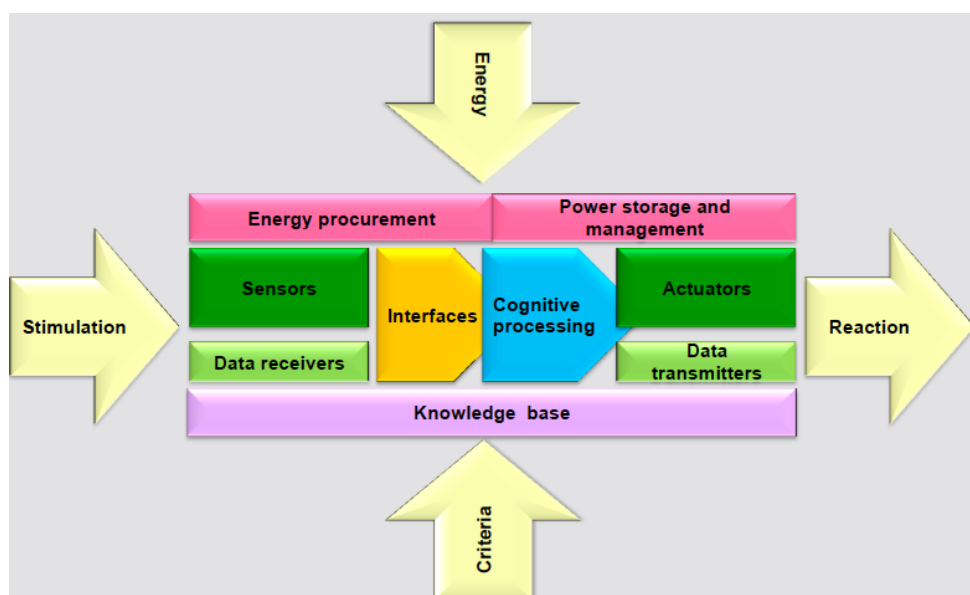 Energy
Energy procurement
Power storage and
management
Stimulation
Sensors
Data receivers
Interfaces
Cognitive
processing
Actuators
Data
transmitters
Reaction
Knowledge base
Criteria